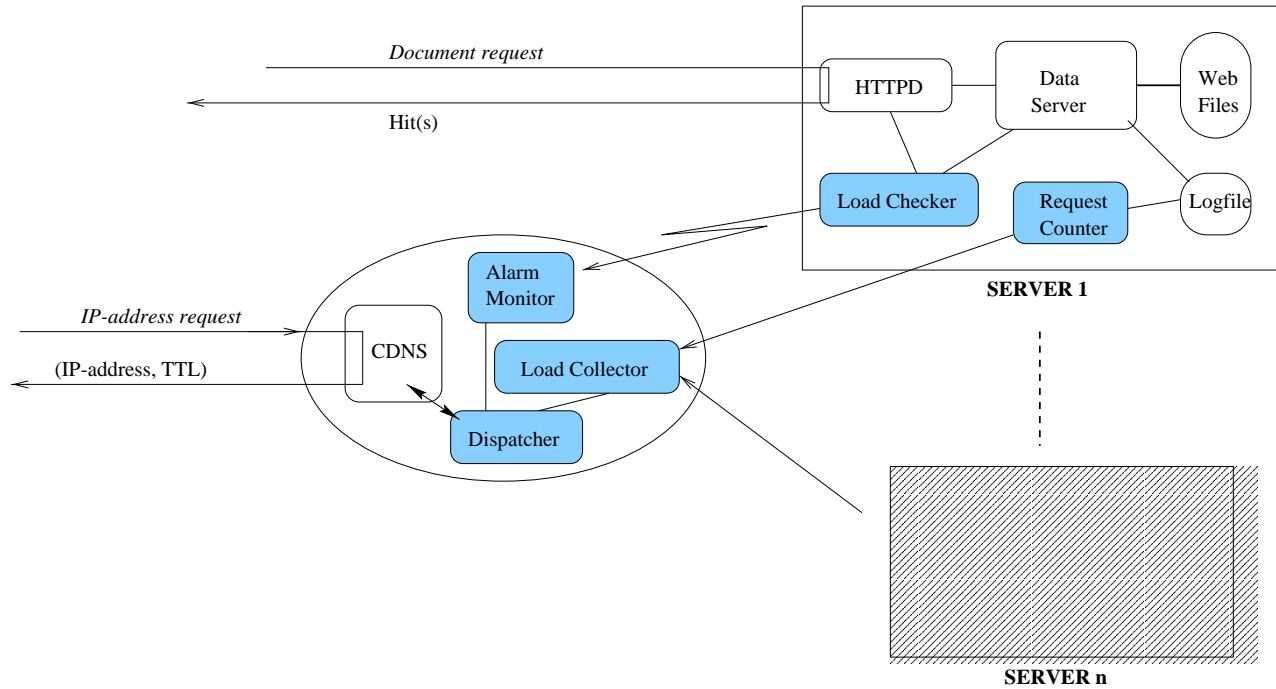 Document request
Hit(s)
HTTPD
Data
Server
Web
Files
Load Checker
Request
Counter
Logfile
SERVER 1
Alarm
Monitor
IP-address request
(IP-address, TTL)
CDNS
Load Collector
Dispatcher
SERVER n